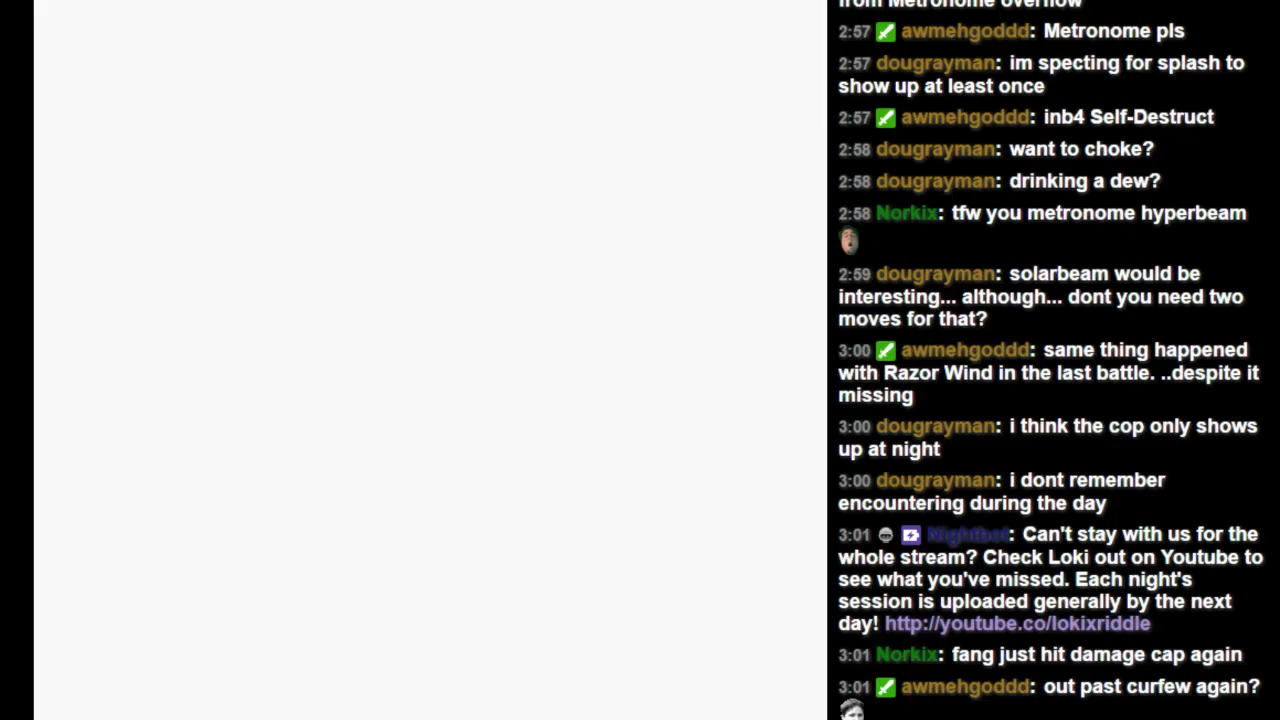 from Metronome overflow
2:57 awmehgoddd: Metronome pls
2:57 dougrayman: im specting for splash to
show up at least once
2:57 awmehgoddd: inb4 Self-Destruct
2:58 dougrayman: want to choke?
2:58 dougrayman: drinking a dew?
2:58 Norkix: tfw you metronome hyperbeam
2:59 dougrayman: solarbeam would be
interesting... although... dont you need two
moves for that?
3:00 awmehgoddd: same thing happened
with Razor Wind in the last battle. ..despite it
missing
3:00 dougrayman: i think the cop only shows
up at night
3:00 dougrayman: i dont remember
encountering during the day
3:01 Nightbot: Can't stay with us for the
whole stream? Check Loki out on Youtube to
see what you've missed. Each night's
session is uploaded generally by the next
day! http://youtube.co/lokixriddle
3:01 Norkix: fang just hit damage cap again
3:01 awmehgoddd: out past curfew again?